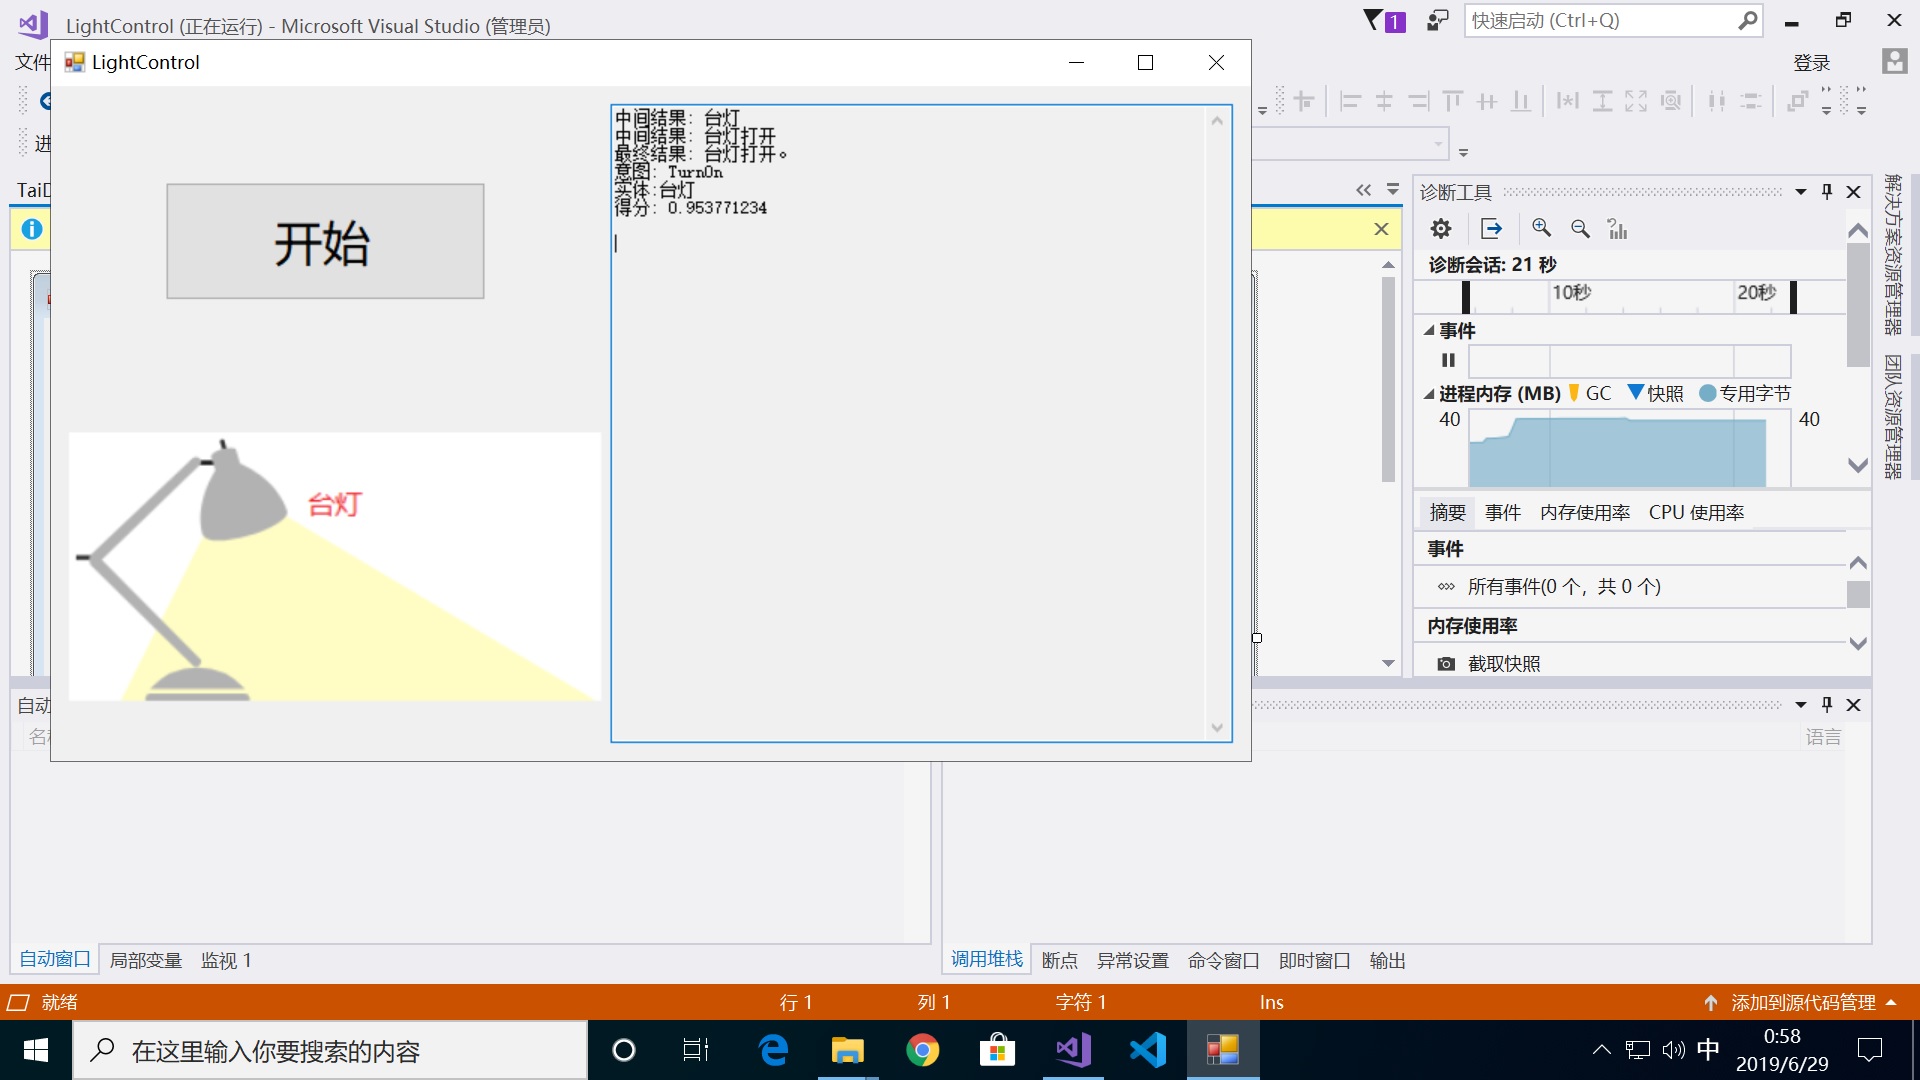 LightControl (正在运行) - Microsoft Visual Studio (管理员)
1
快速启动 (Ctrl+Q)
文件
登录
LightControl
进
TaiD
开始
台灯
中间结果: 台灯
中间结果: 台灯打开
最终结果: 台灯打开。
意图: TurnOn
实体:台灯
得分: 0.953771234
诊断工具
诊断会话: 21 秒
10秒
20秒
事件
进程内存 (MB)
GC
快照
专用字节
40
40
摘要
事件
内存使用率
CPU 使用率
事件
所有事件(0 个，共 0 个)
内存使用率
截取快照
解决方案资源管理器
团队资源管理器
自动
名称
语言
自动窗口
局部变量
监视 1
调用堆栈
断点
异常设置
命令窗口
即时窗口
输出
就绪
行 1
列 1
字符 1
Ins
添加到源代码管理
在这里输入你要搜索的内容
中
0:58
2019/6/29